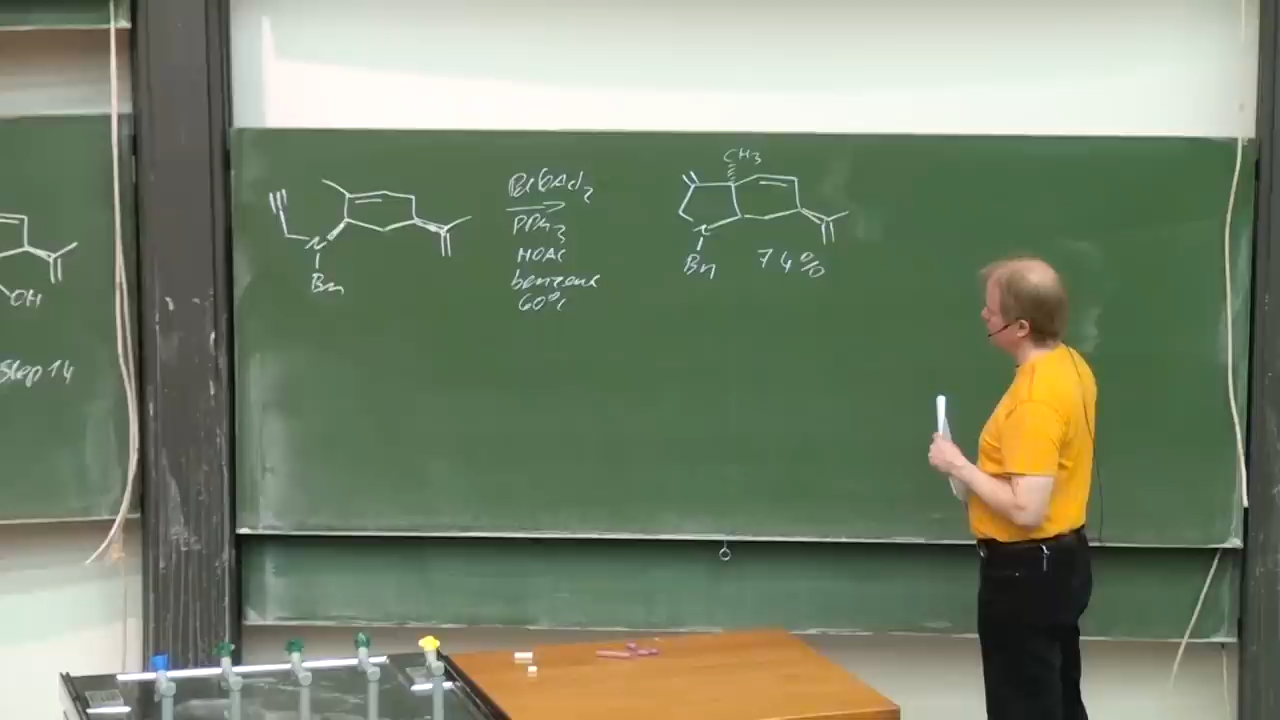 OH
Step 14
N
Bn
Pd(OAc)2
PPh3
HOAc
benzene
60°C
CH3
N
Bn
74%